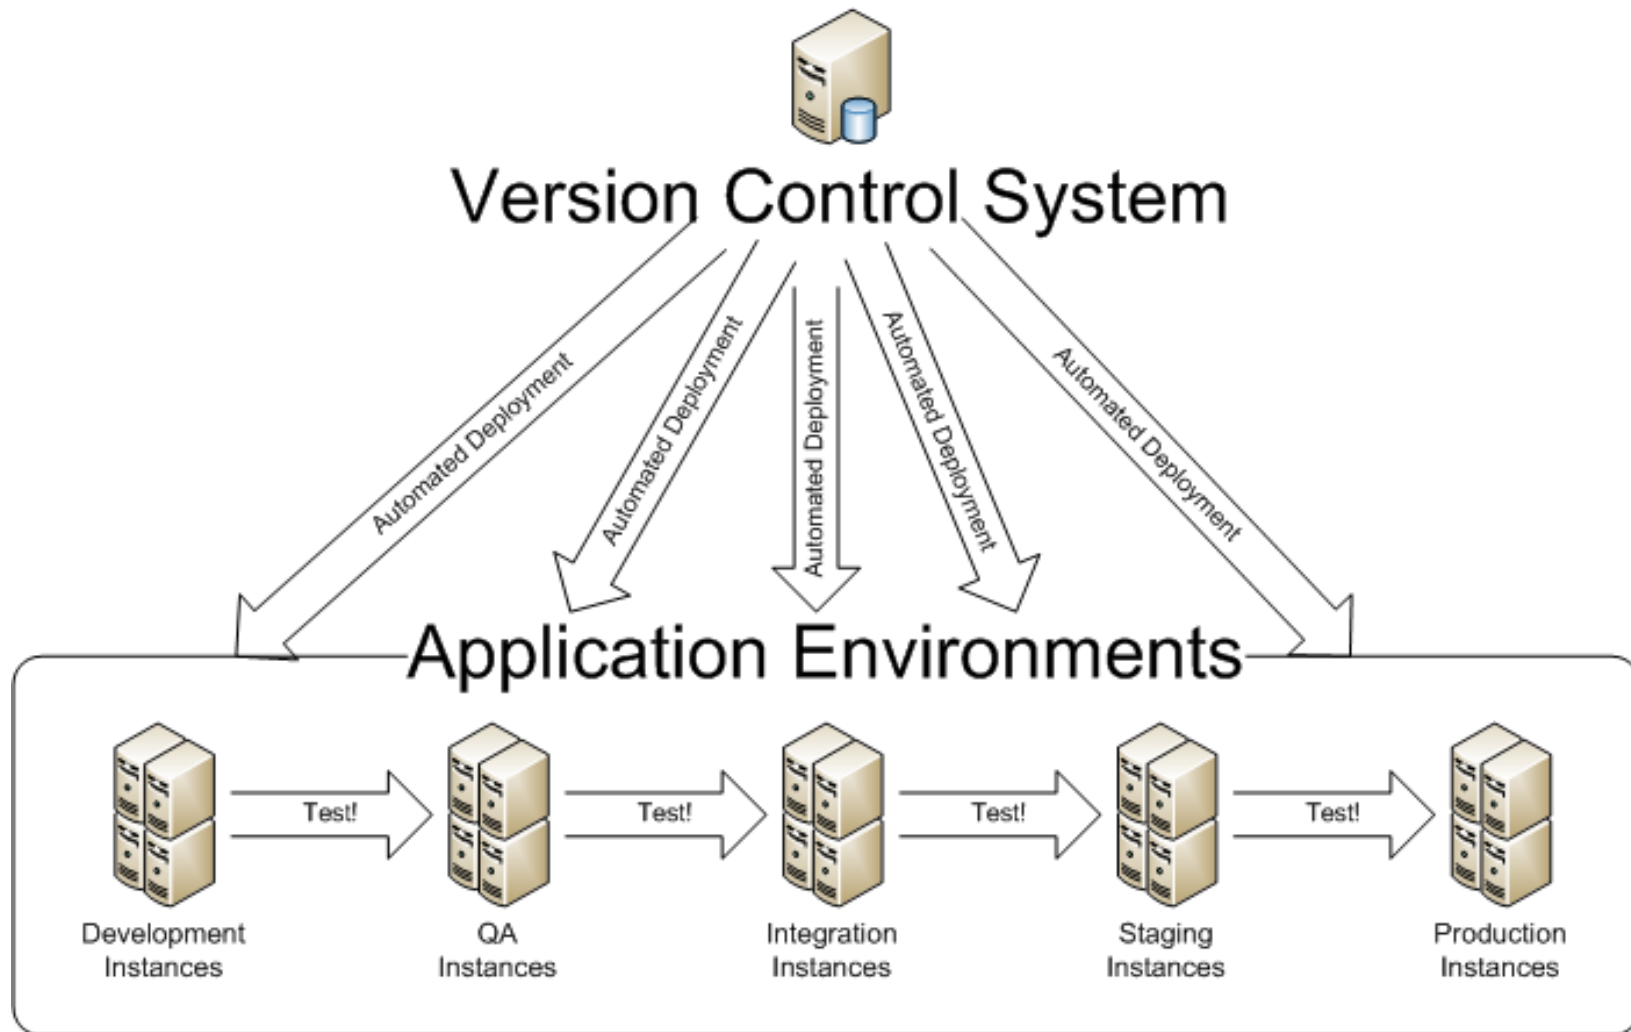 Version Control System
Automated Deployment
Automated Deployment
Automated Deployment
Automated Deployment
Automated Deployment
Application Environments
Test!
Test!
Test!
Test!
Development
Instances
QA
Instances
Integration
Instances
Staging
Instances
Production
Instances